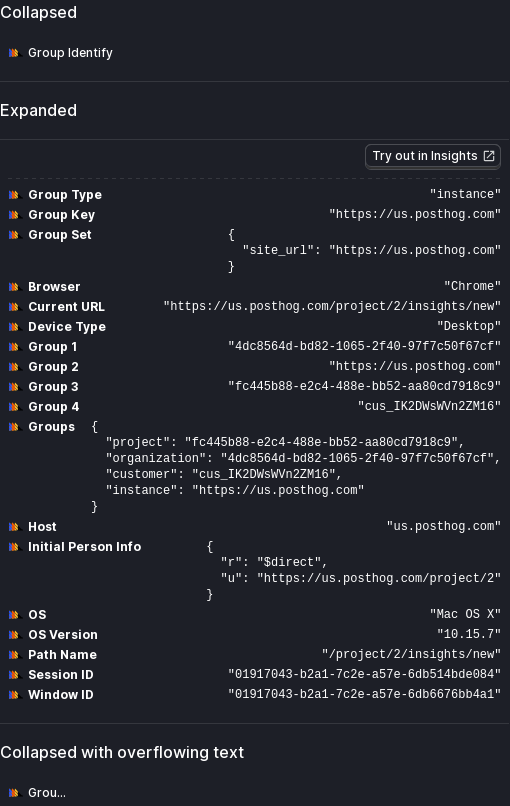 Collapsed
Group Identify
Expanded
Try out in Insights
Group Type "instance"
Group Key "https://us.posthog.com"
Group Set {
"site_url": "https://us.posthog.com"
}
Browser "Chrome"
Current URL "https://us.posthog.com/project/2/insights/new"
Device Type "Desktop"
Group 1 "4dc8564d-bd82-1065-2f40-97f7c50f67cf"
Group 2 "https://us.posthog.com"
Group 3 "fc445b88-e2c4-488e-bb52-aa80cd7918c9"
Group 4 "cus_IK2DWsWVn2ZM16"
Groups {
"project": "fc445b88-e2c4-488e-bb52-aa80cd7918c9",
"organization": "4dc8564d-bd82-1065-2f40-97f7c50f67cf",
"customer": "cus_IK2DWsWVn2ZM16",
"instance": "https://us.posthog.com"
}
Host "us.posthog.com"
Initial Person Info {
"r": "$direct",
"u": "https://us.posthog.com/project/2"
}
OS "Mac OS X"
OS Version "10.15.7"
Path Name "/project/2/insights/new"
Session ID "01917043-b2a1-7c2e-a57e-6db514bde084"
Window ID "01917043-b2a1-7c2e-a57e-6db6676bb4a1"
Collapsed with overflowing text
Grou...